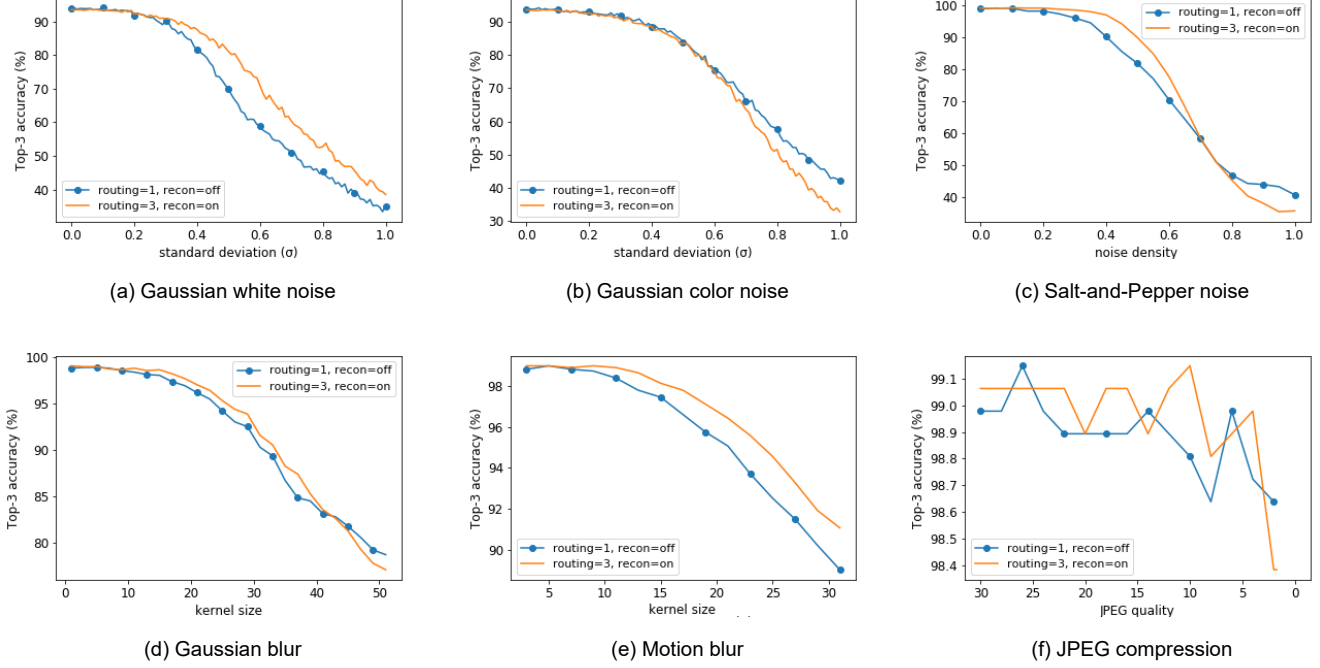 Top-3 accuracy (%)
90
80
70
60
50
40
routing=1, recon=off
routing=3, recon=on
0.0 0.2 0.4 0.6 0.8 1.0
standard deviation (σ)
(a) Gaussian white noise
Top-3 accuracy (%)
90
80
70
60
50
40
30
routing=1, recon=off
routing=3, recon=on
0.0 0.2 0.4 0.6 0.8 1.0
standard deviation (σ)
(b) Gaussian color noise
Top-3 accuracy (%)
100
90
80
70
60
50
40
routing=1, recon=off
routing=3, recon=on
0.0 0.2 0.4 0.6 0.8 1.0
noise density
(c) Salt-and-Pepper noise
Top-3 accuracy (%)
100
95
90
85
80
routing=1, recon=off
routing=3, recon=on
0 10 20 30 40 50
kernel size
(d) Gaussian blur
Top-3 accuracy (%)
98
96
94
92
90
routing=1, recon=off
routing=3, recon=on
5 10 15 20 25 30
kernel size
(e) Motion blur
Top-3 accuracy (%)
99.1
99.0
98.9
98.8
98.7
98.6
98.5
98.4
routing=1, recon=off
routing=3, recon=on
30 25 20 15 10 5 0
JPEG quality
(f) JPEG compression